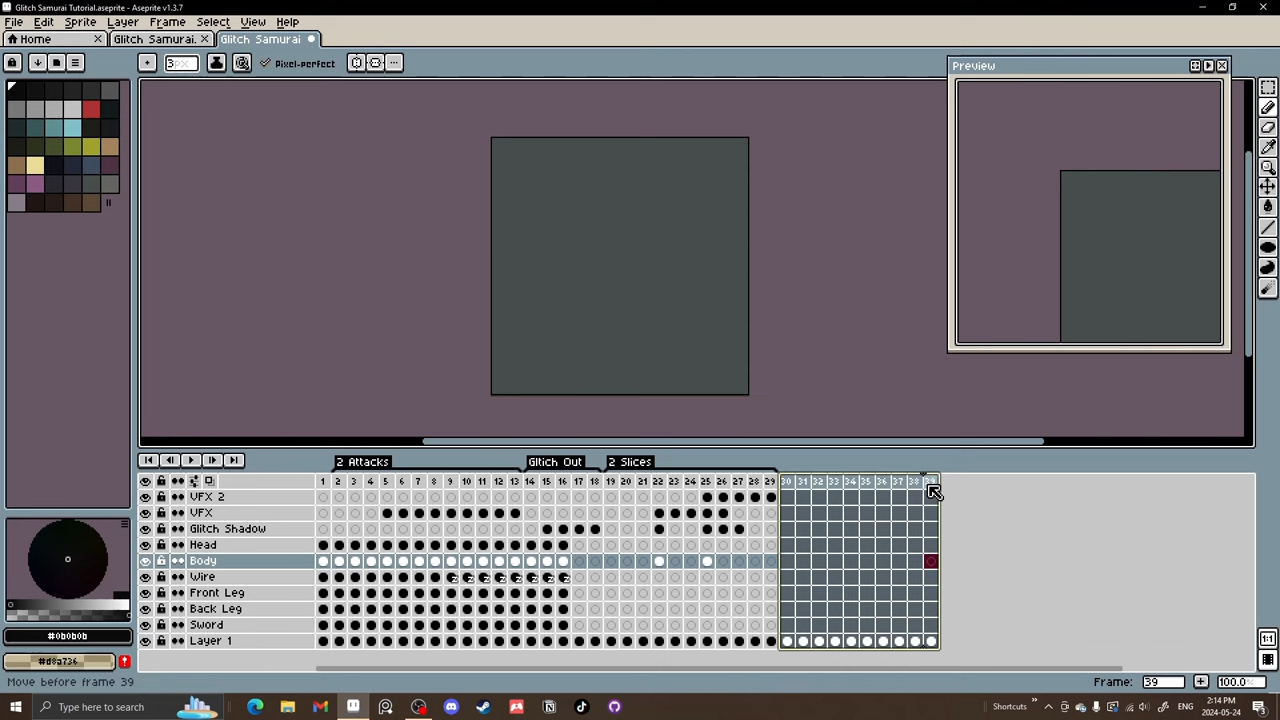 Glitch Samurai Tutorial.aseprite - Aseprite v1.3.7
File Edit Sprite Layer Frame Select View Help
Home Glitch Samurai. Glitch Samurai
3px Pixel-perfect
Preview
2 Attacks Gltch Out 2 Slices
1 2 3 4 5 6 7 8 9 10 11 12 13 14 15 16 17 18 19 20 21 22 23 24 25 26 27 28 29 30 31 32 33 34 35 36 37 38 39
VFX 2
VFX
Glitch Shadow
Head
Body
Wire
Front Leg
Back Leg
Sword
Layer 1
1:1
#0b0b0b
#d8a736
Move before frame 39 Frame: 39 100.0%
Type here to search Shortcuts 2:14 PM
2024-05-24